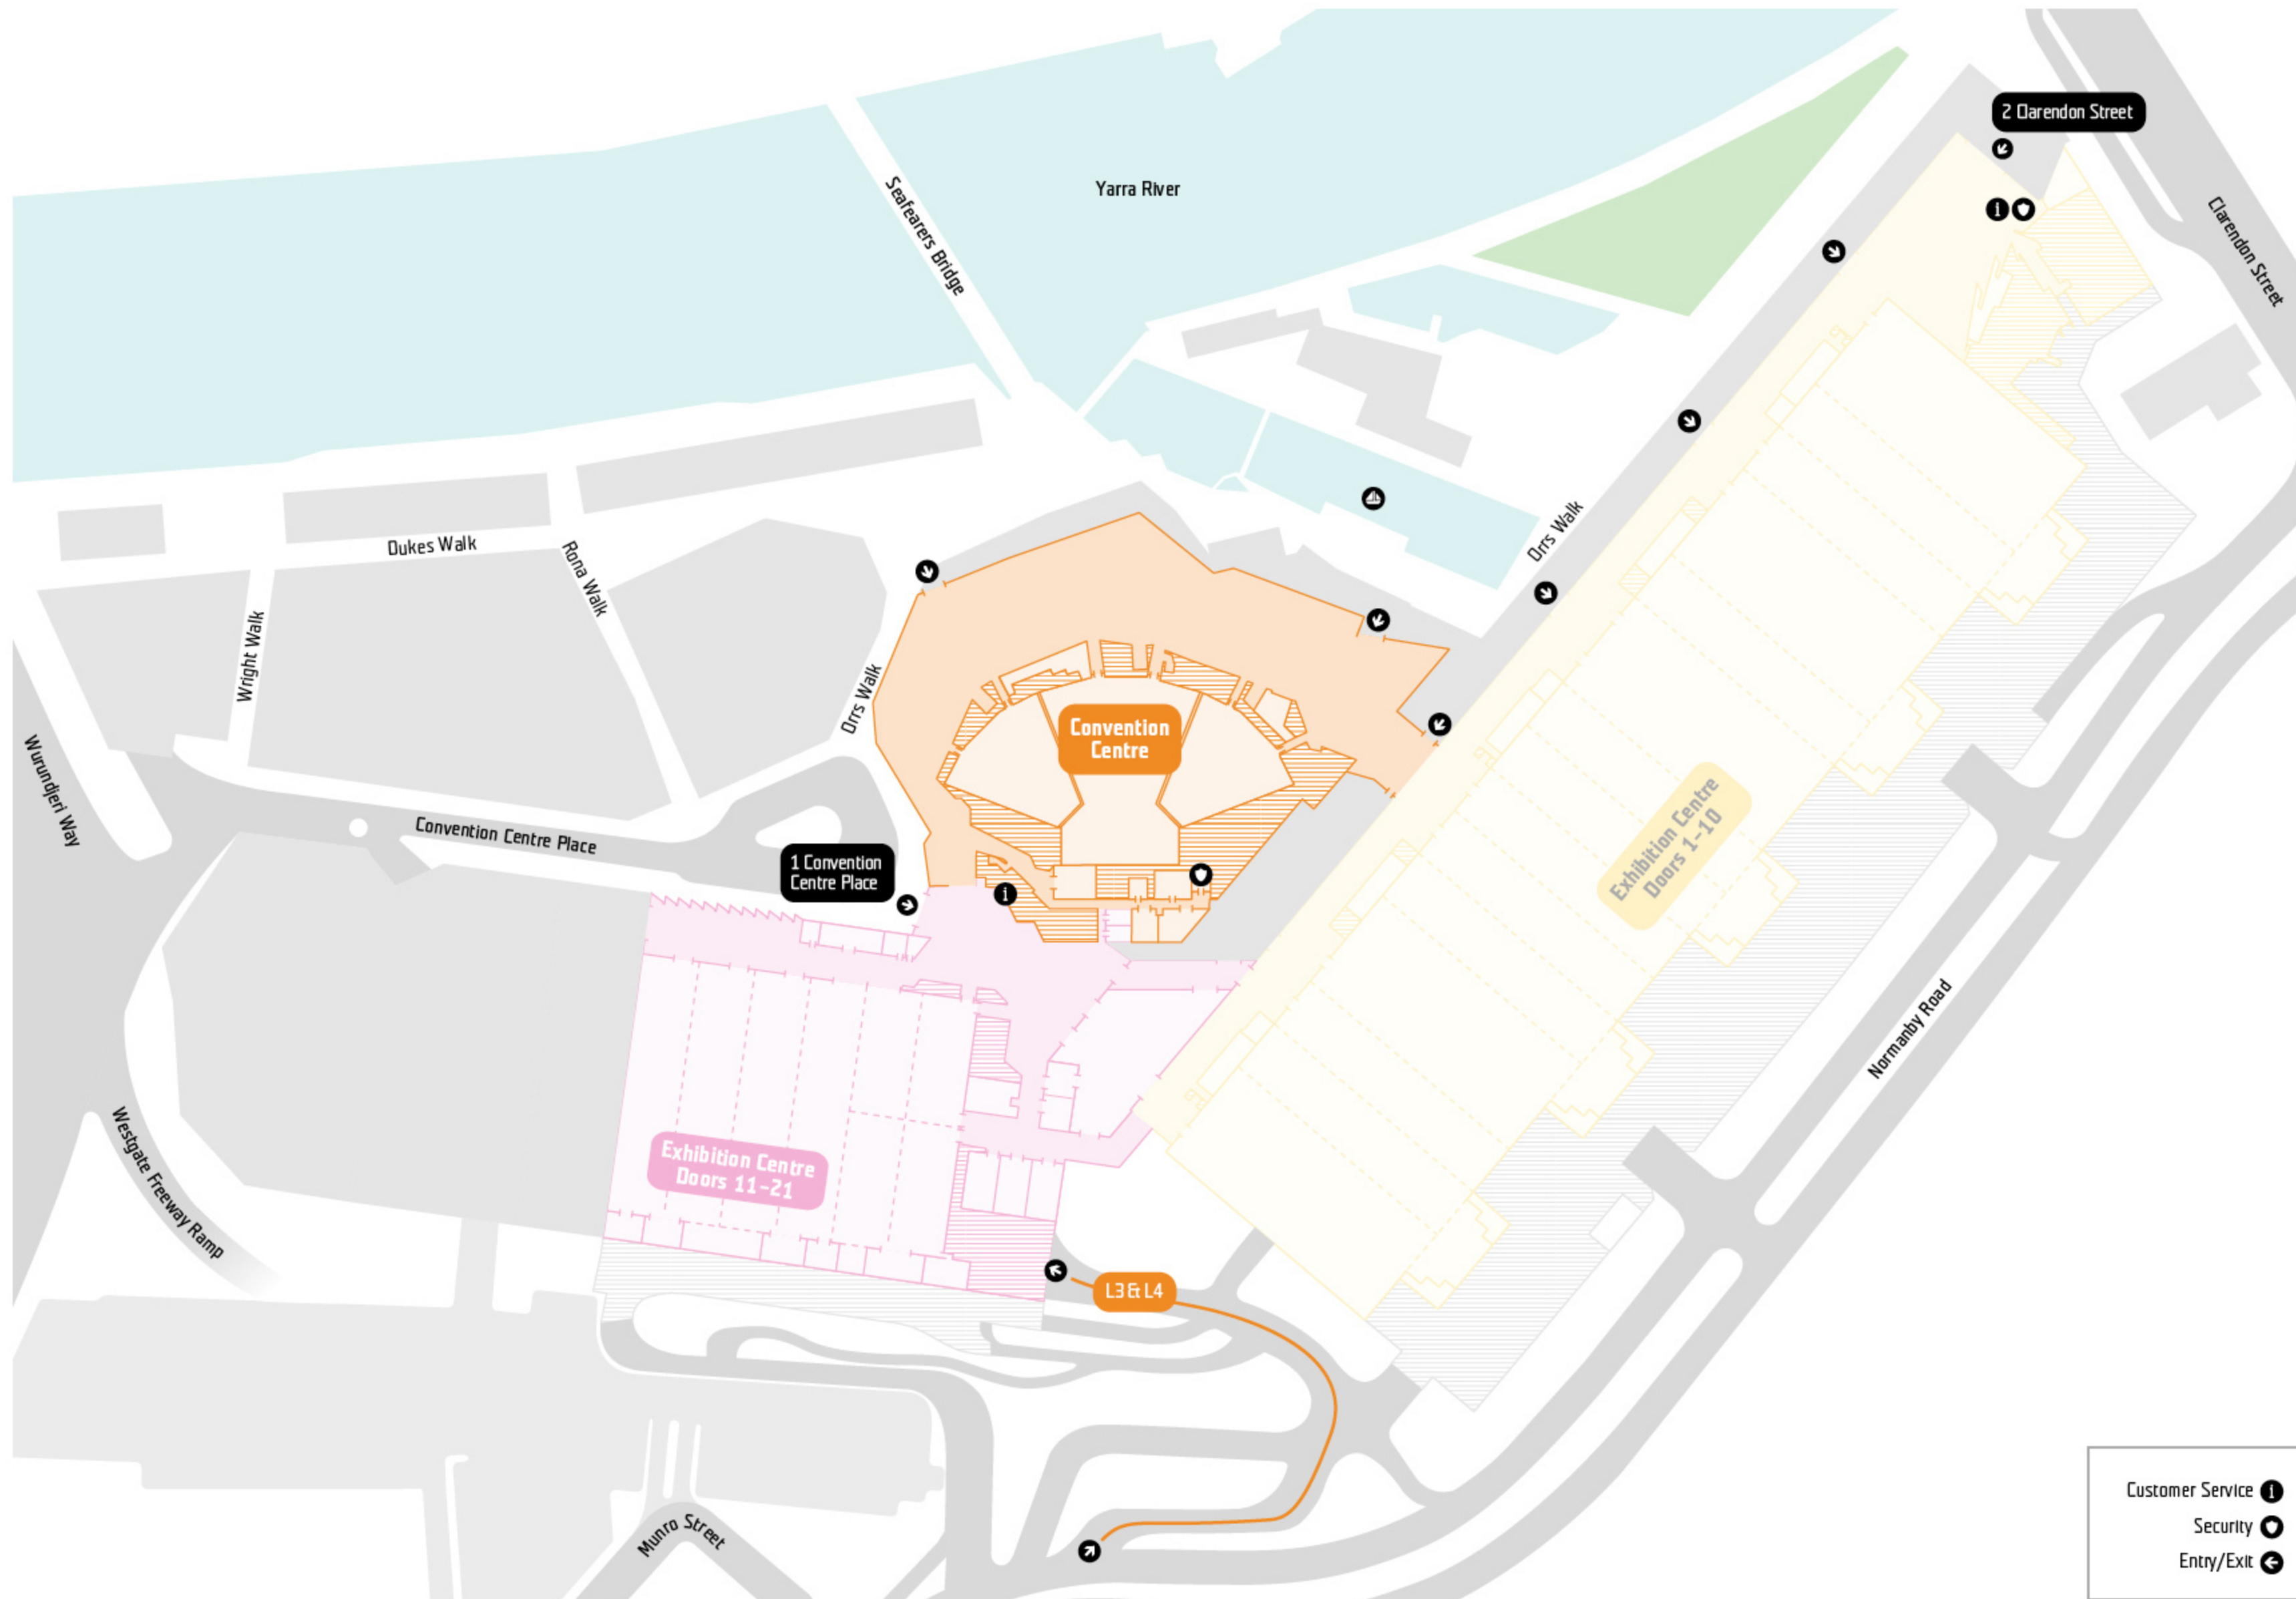 2 Clarendon Street
Yarra River
Seafearers Bridge
Clarendon Street
Dukes Walk
Rona Walk
Orrs Walk
Wright Walk
Orrs Walk
Convention
Centre
Wurundjeri Way
Convention Centre Place
1 Convention
Centre Place
Exhibition Centre
Doors 1-10
Normanby Road
Exhibition Centre
Doors 11-21
Westgate Freeway Ramp
L3 & L4
Munro Street
Customer Service
Security
Entry/Exit